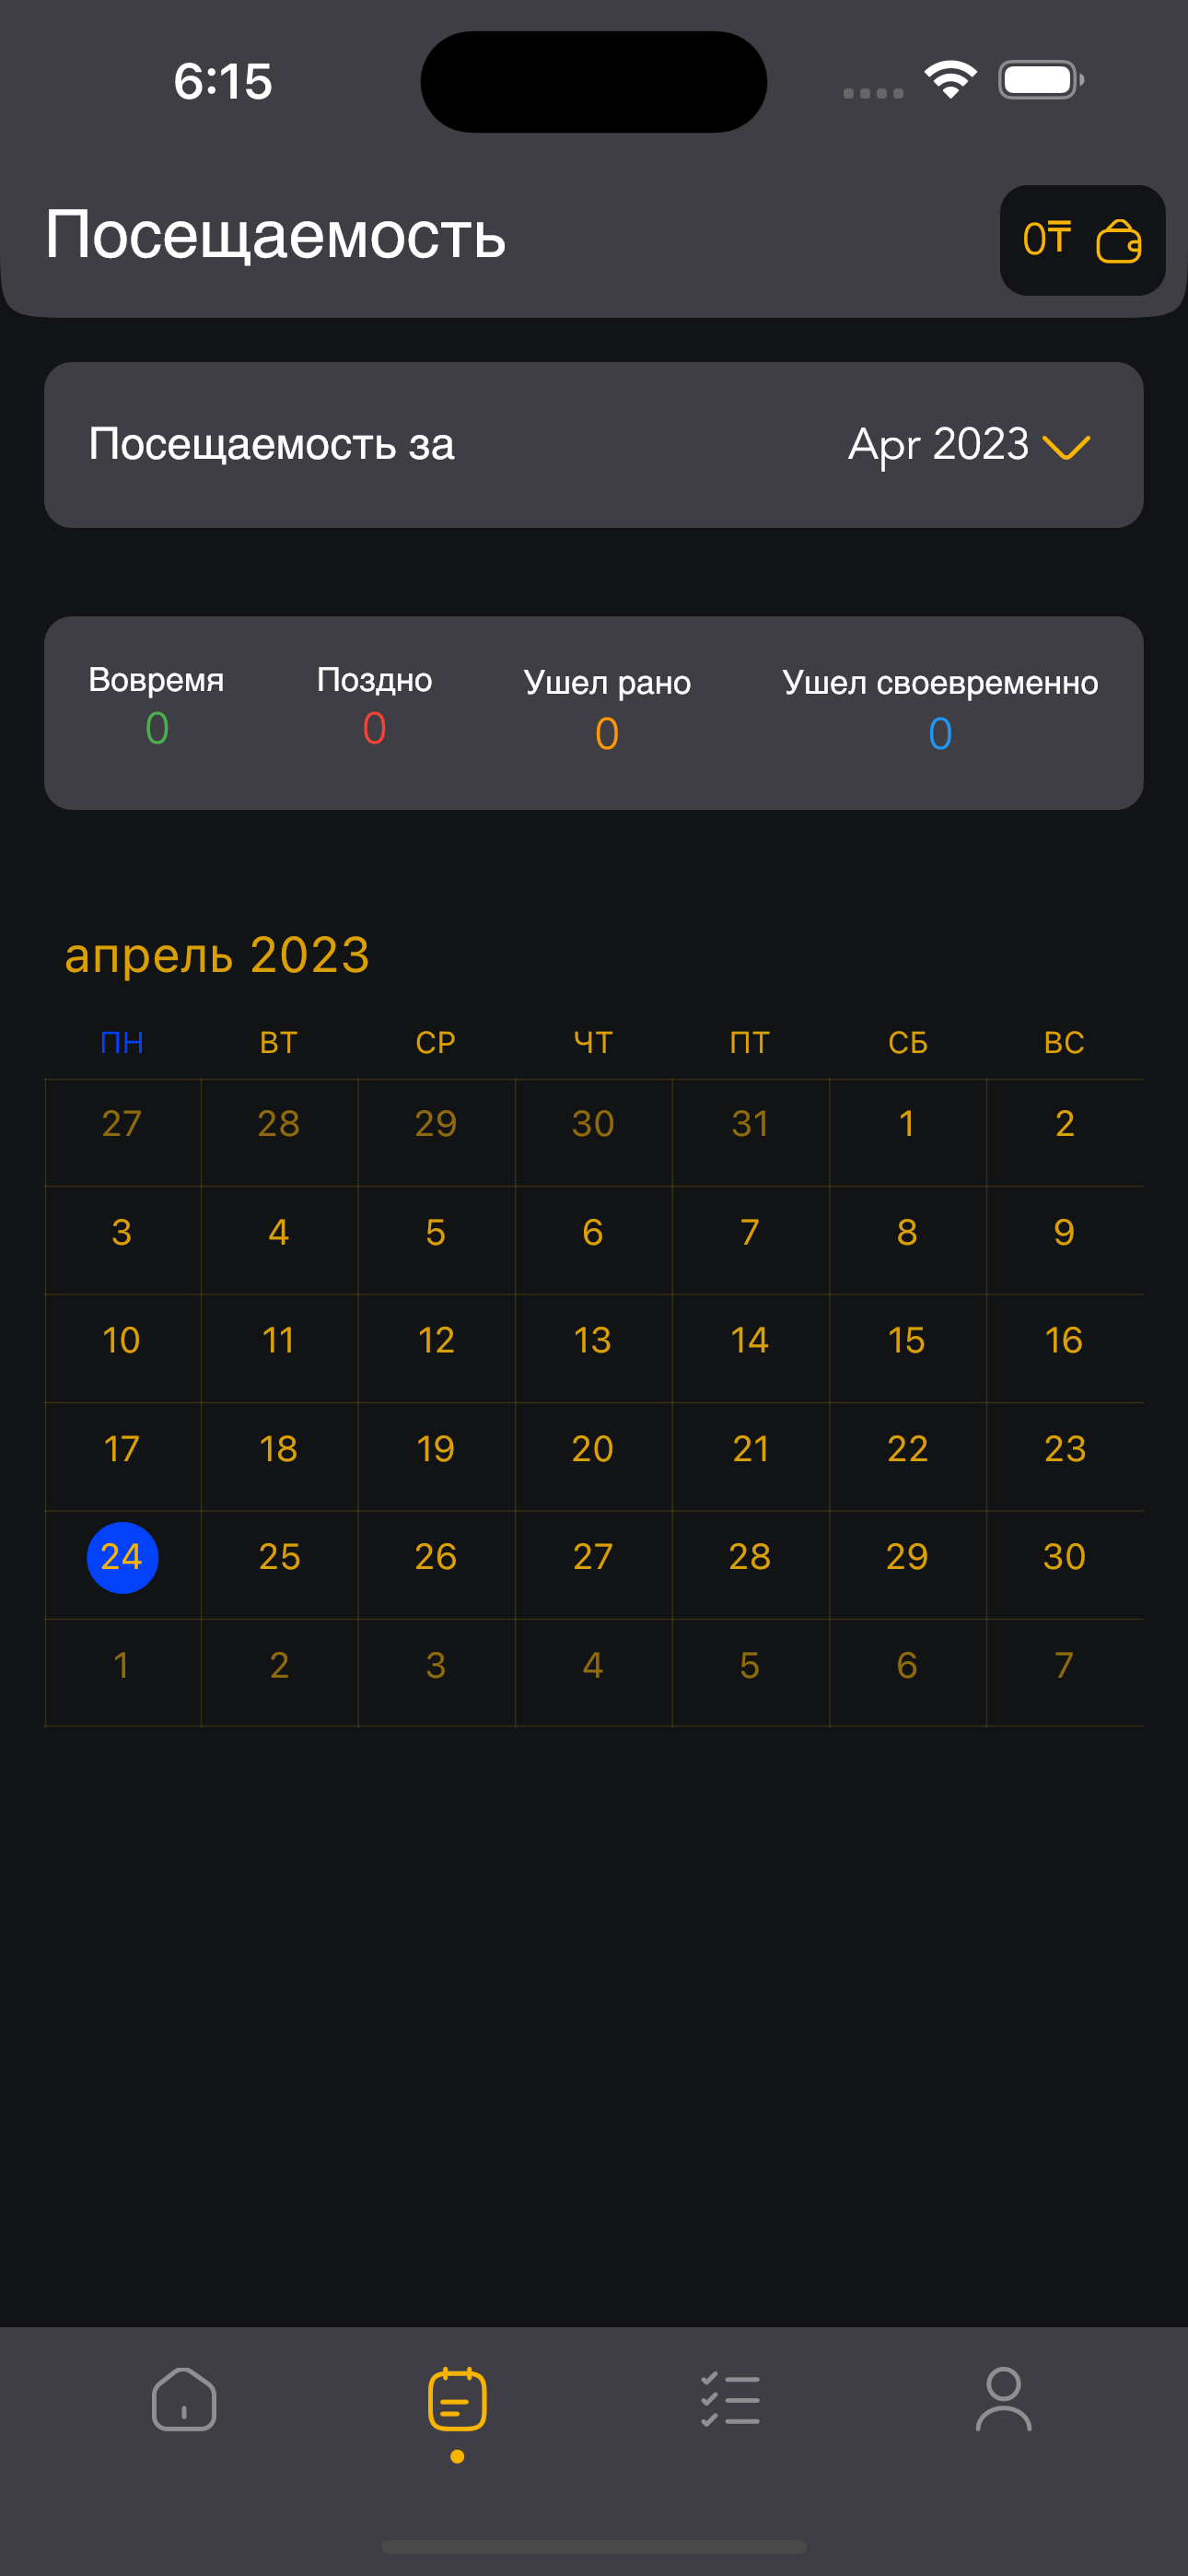 6:15
Посещаемость
0₸
Посещаемость за
Apr 2023
Вовремя Поздно Ушел рано Ушел своевременно
0 0 0 0
апрель 2023
ПН ВТ СР ЧТ ПТ СБ ВС
27 28 29 30 31 1 2
3 4 5 6 7 8 9
10 11 12 13 14 15 16
17 18 19 20 21 22 23
24 25 26 27 28 29 30
1 2 3 4 5 6 7